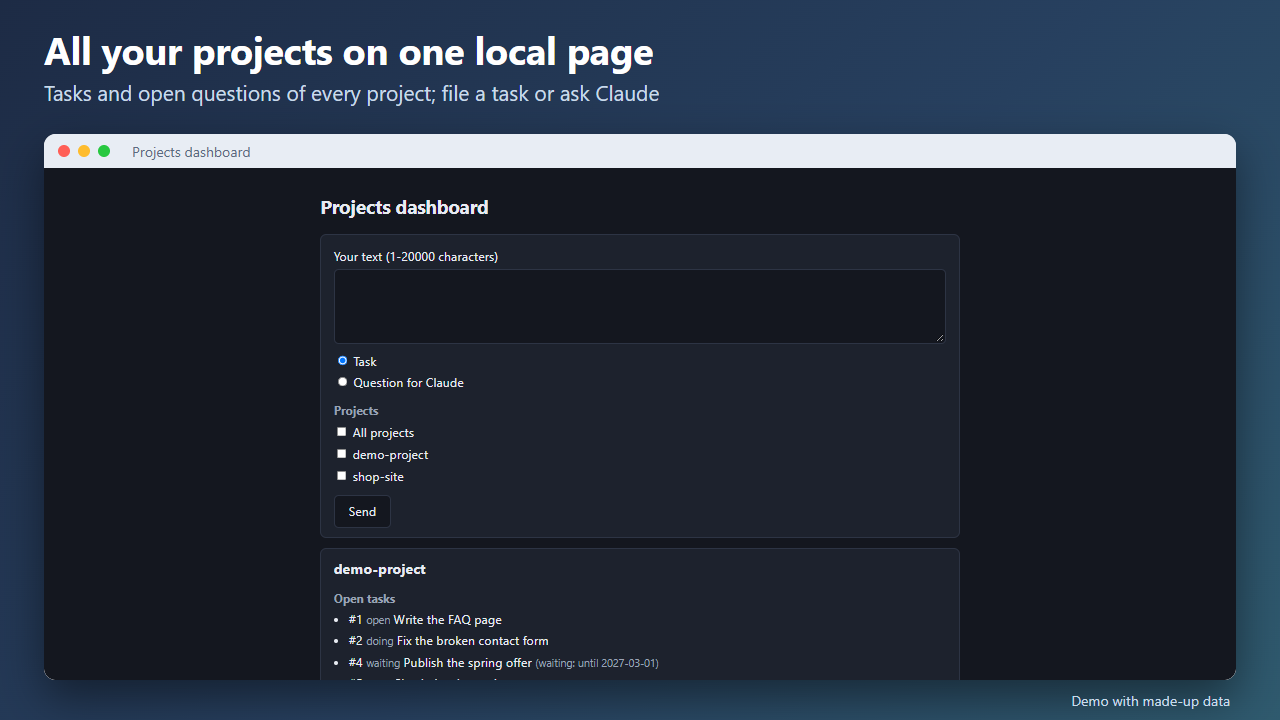 All your projects on one local page
Tasks and open questions of every project; file a task or ask Claude
Projects dashboard
Projects dashboard
Your text (1-20000 characters)
Task
Question for Claude
Projects
All projects
demo-project
shop-site
Send
demo-project
Open tasks
#1 open Write the FAQ page
#2 doing Fix the broken contact form
#4 waiting Publish the spring offer (waiting: until 2027-03-01)
Demo with made-up data